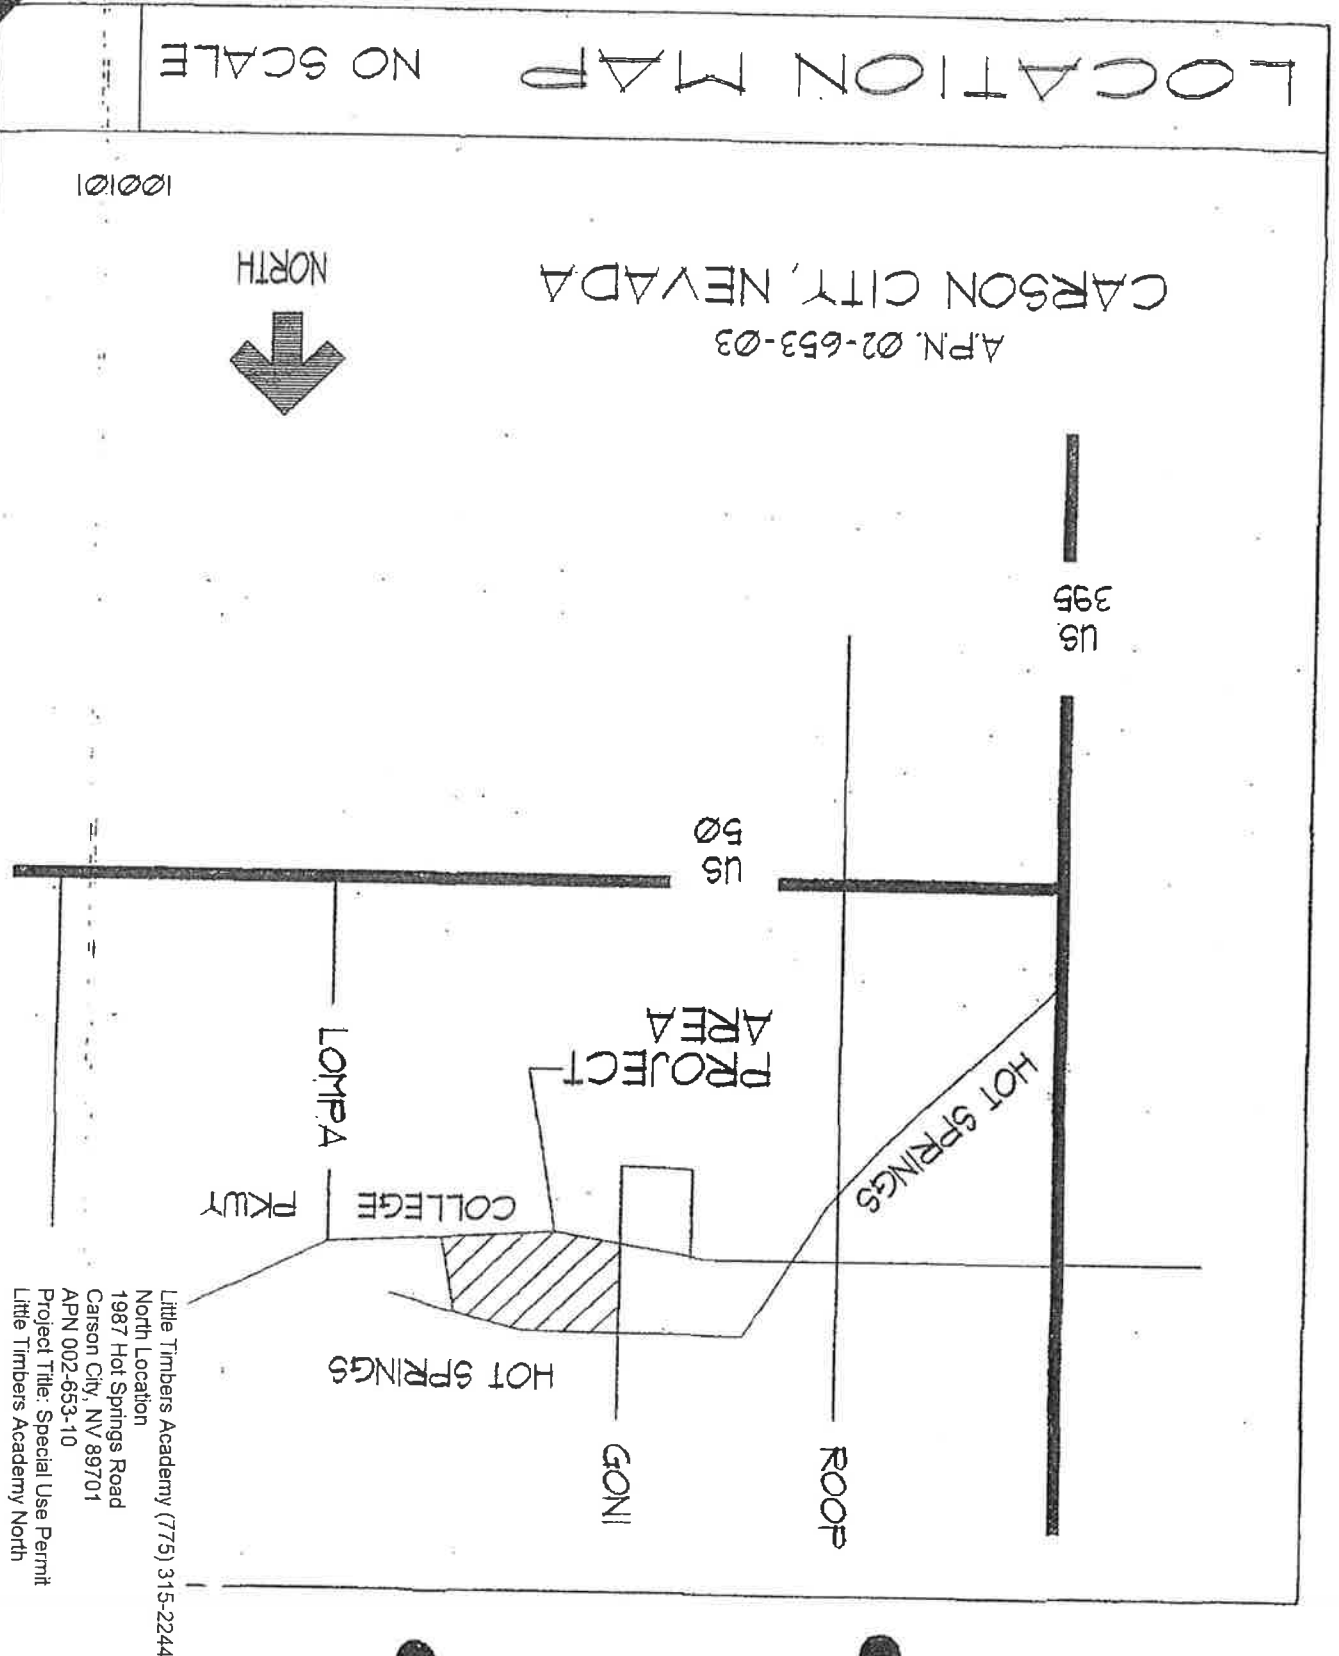 LOCATION MAP
NO SCALE
100101
NORTH
CARSON CITY, NEVADA
A.P.N. 02-653-03
US
395
US
50
PROJECT
AREA
HOT SPRINGS
LOMPA
COLLEGE
PKWY
HOT SPRINGS
GONI
ROOP
Little Timbers Academy (775) 315-2244
North Location
1987 Hot Springs Road
Carson City, NV 89701
APN 002-653-10
Project Title: Special Use Permit
Little Timbers Academy North